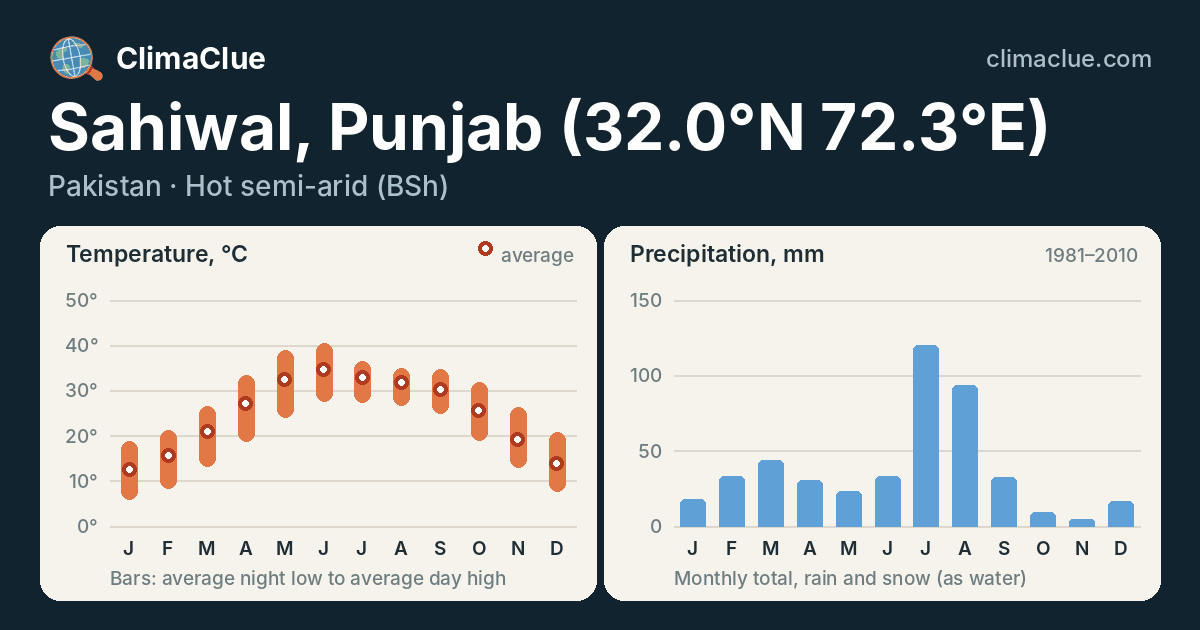 ClimaClue
climaclue.com
Sahiwal, Punjab (32.0°N 72.3°E)
Pakistan · Hot semi-arid (BSh)
Temperature, °C
average
50°
40°
30°
20°
10°
0°
J F M A M J J A S O N D
Bars: average night low to average day high
Precipitation, mm
1981–2010
150
100
50
0
J F M A M J J A S O N D
Monthly total, rain and snow (as water)